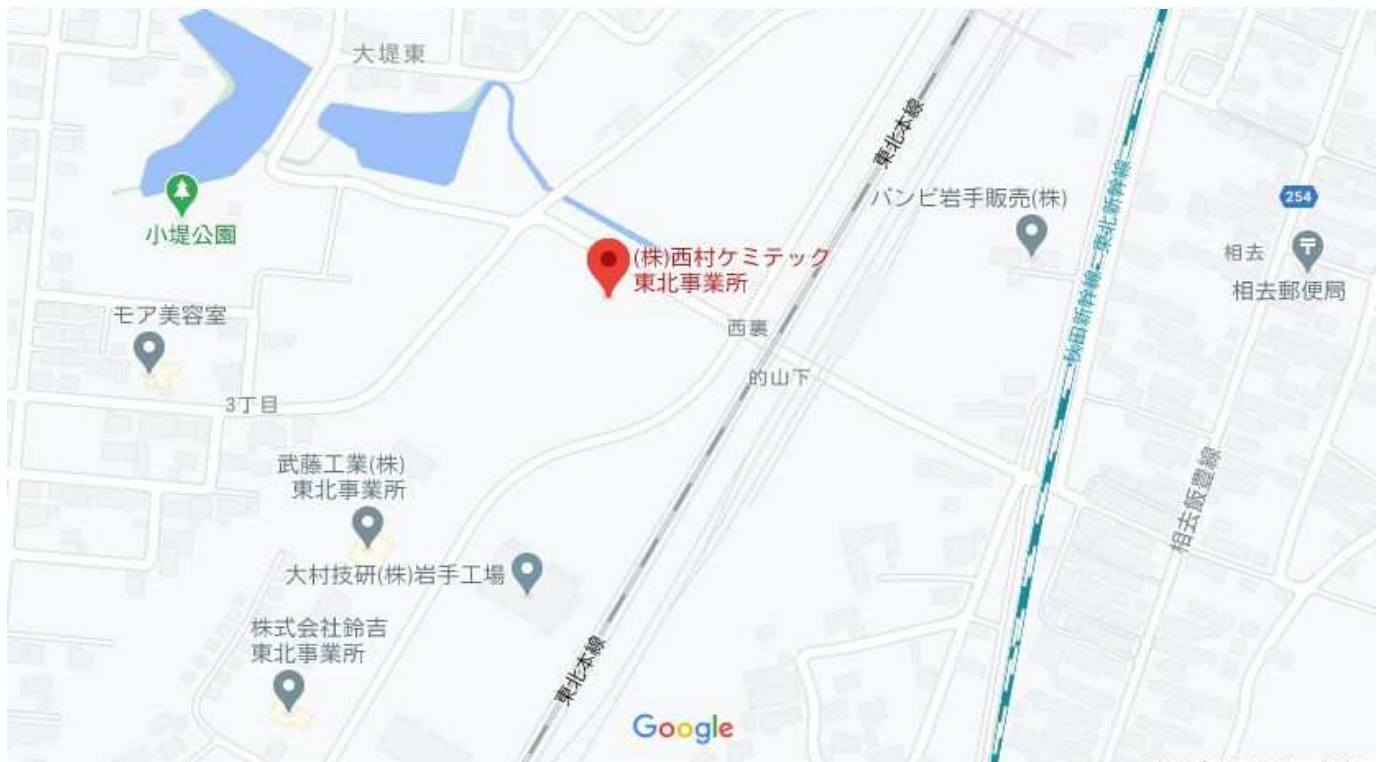 大堤東
東北本線
バンビ岩手販売(株)
秋田新幹線・東北新幹線
254
相去
相去郵便局
小堤公園
(株)西村ケミテック
東北事業所
モア美容室
西裏
的山下
3丁目
武藤工業(株)
東北事業所
相去飯豊線
大村技研(株)岩手工場
株式会社鈴吉
東北事業所
東北本線
Google